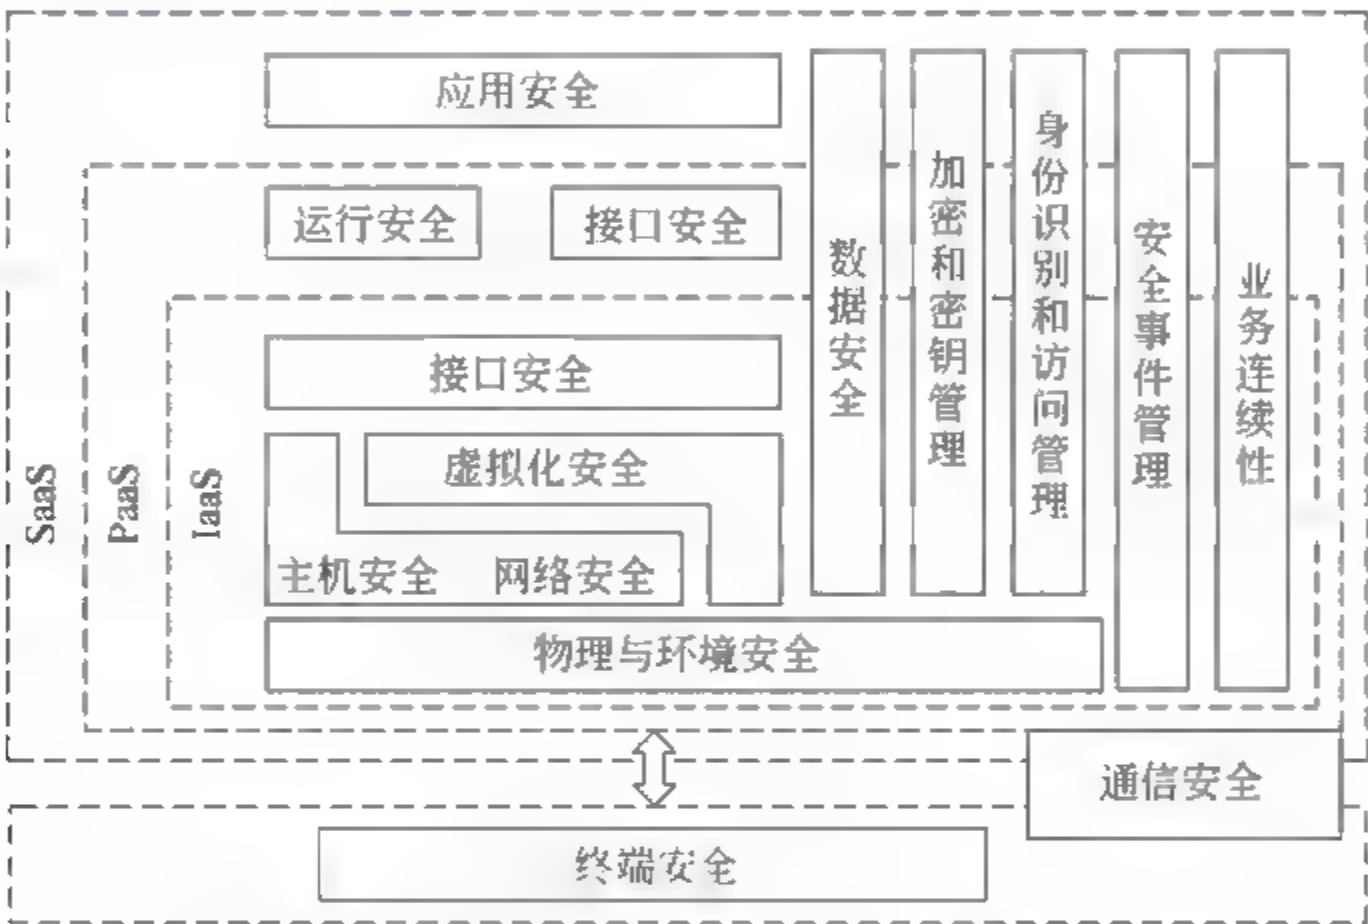 应用安全
运行安全
接口安全
接口安全
虚拟化安全
主机安全
网络安全
物理与环境安全
数据安全
加密和密钥管理
身份识别和访问管理
安全事件管理
业务连续性
SaaS
PaaS
IaaS
通信安全
终端安全